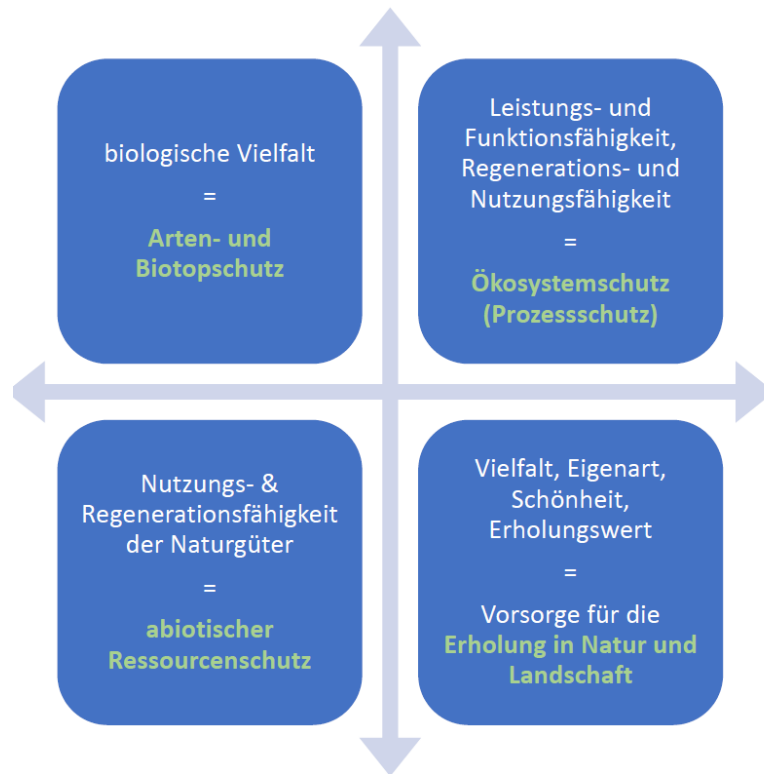 biologische Vielfalt
=
Arten- und
Biotopschutz
Leistungs- und
Funktionsfähigkeit,
Regenerations- und
Nutzungsfähigkeit
=
Ökosystemschutz
(Prozessschutz)
Nutzungs- &
Regenerationsfähigkeit
der Naturgüter
=
abiotischer
Ressourcenschutz
Vielfalt, Eigenart,
Schönheit,
Erholungswert
=
Vorsorge für die
Erholung in Natur und
Landschaft